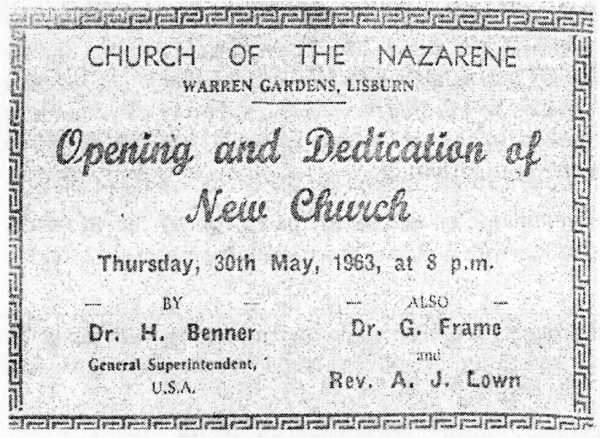 CHURCH OF THE NAZARENE
WARREN GARDENS, LISBURN
Opening and Dedication of
New Church
Thursday, 30th May, 1963, at 8 p.m.
— BY —
Dr. H. Benner
General Superintendent,
U.S.A.
— ALSO —
Dr. G. Frame
and
Rev. A. J. Lown